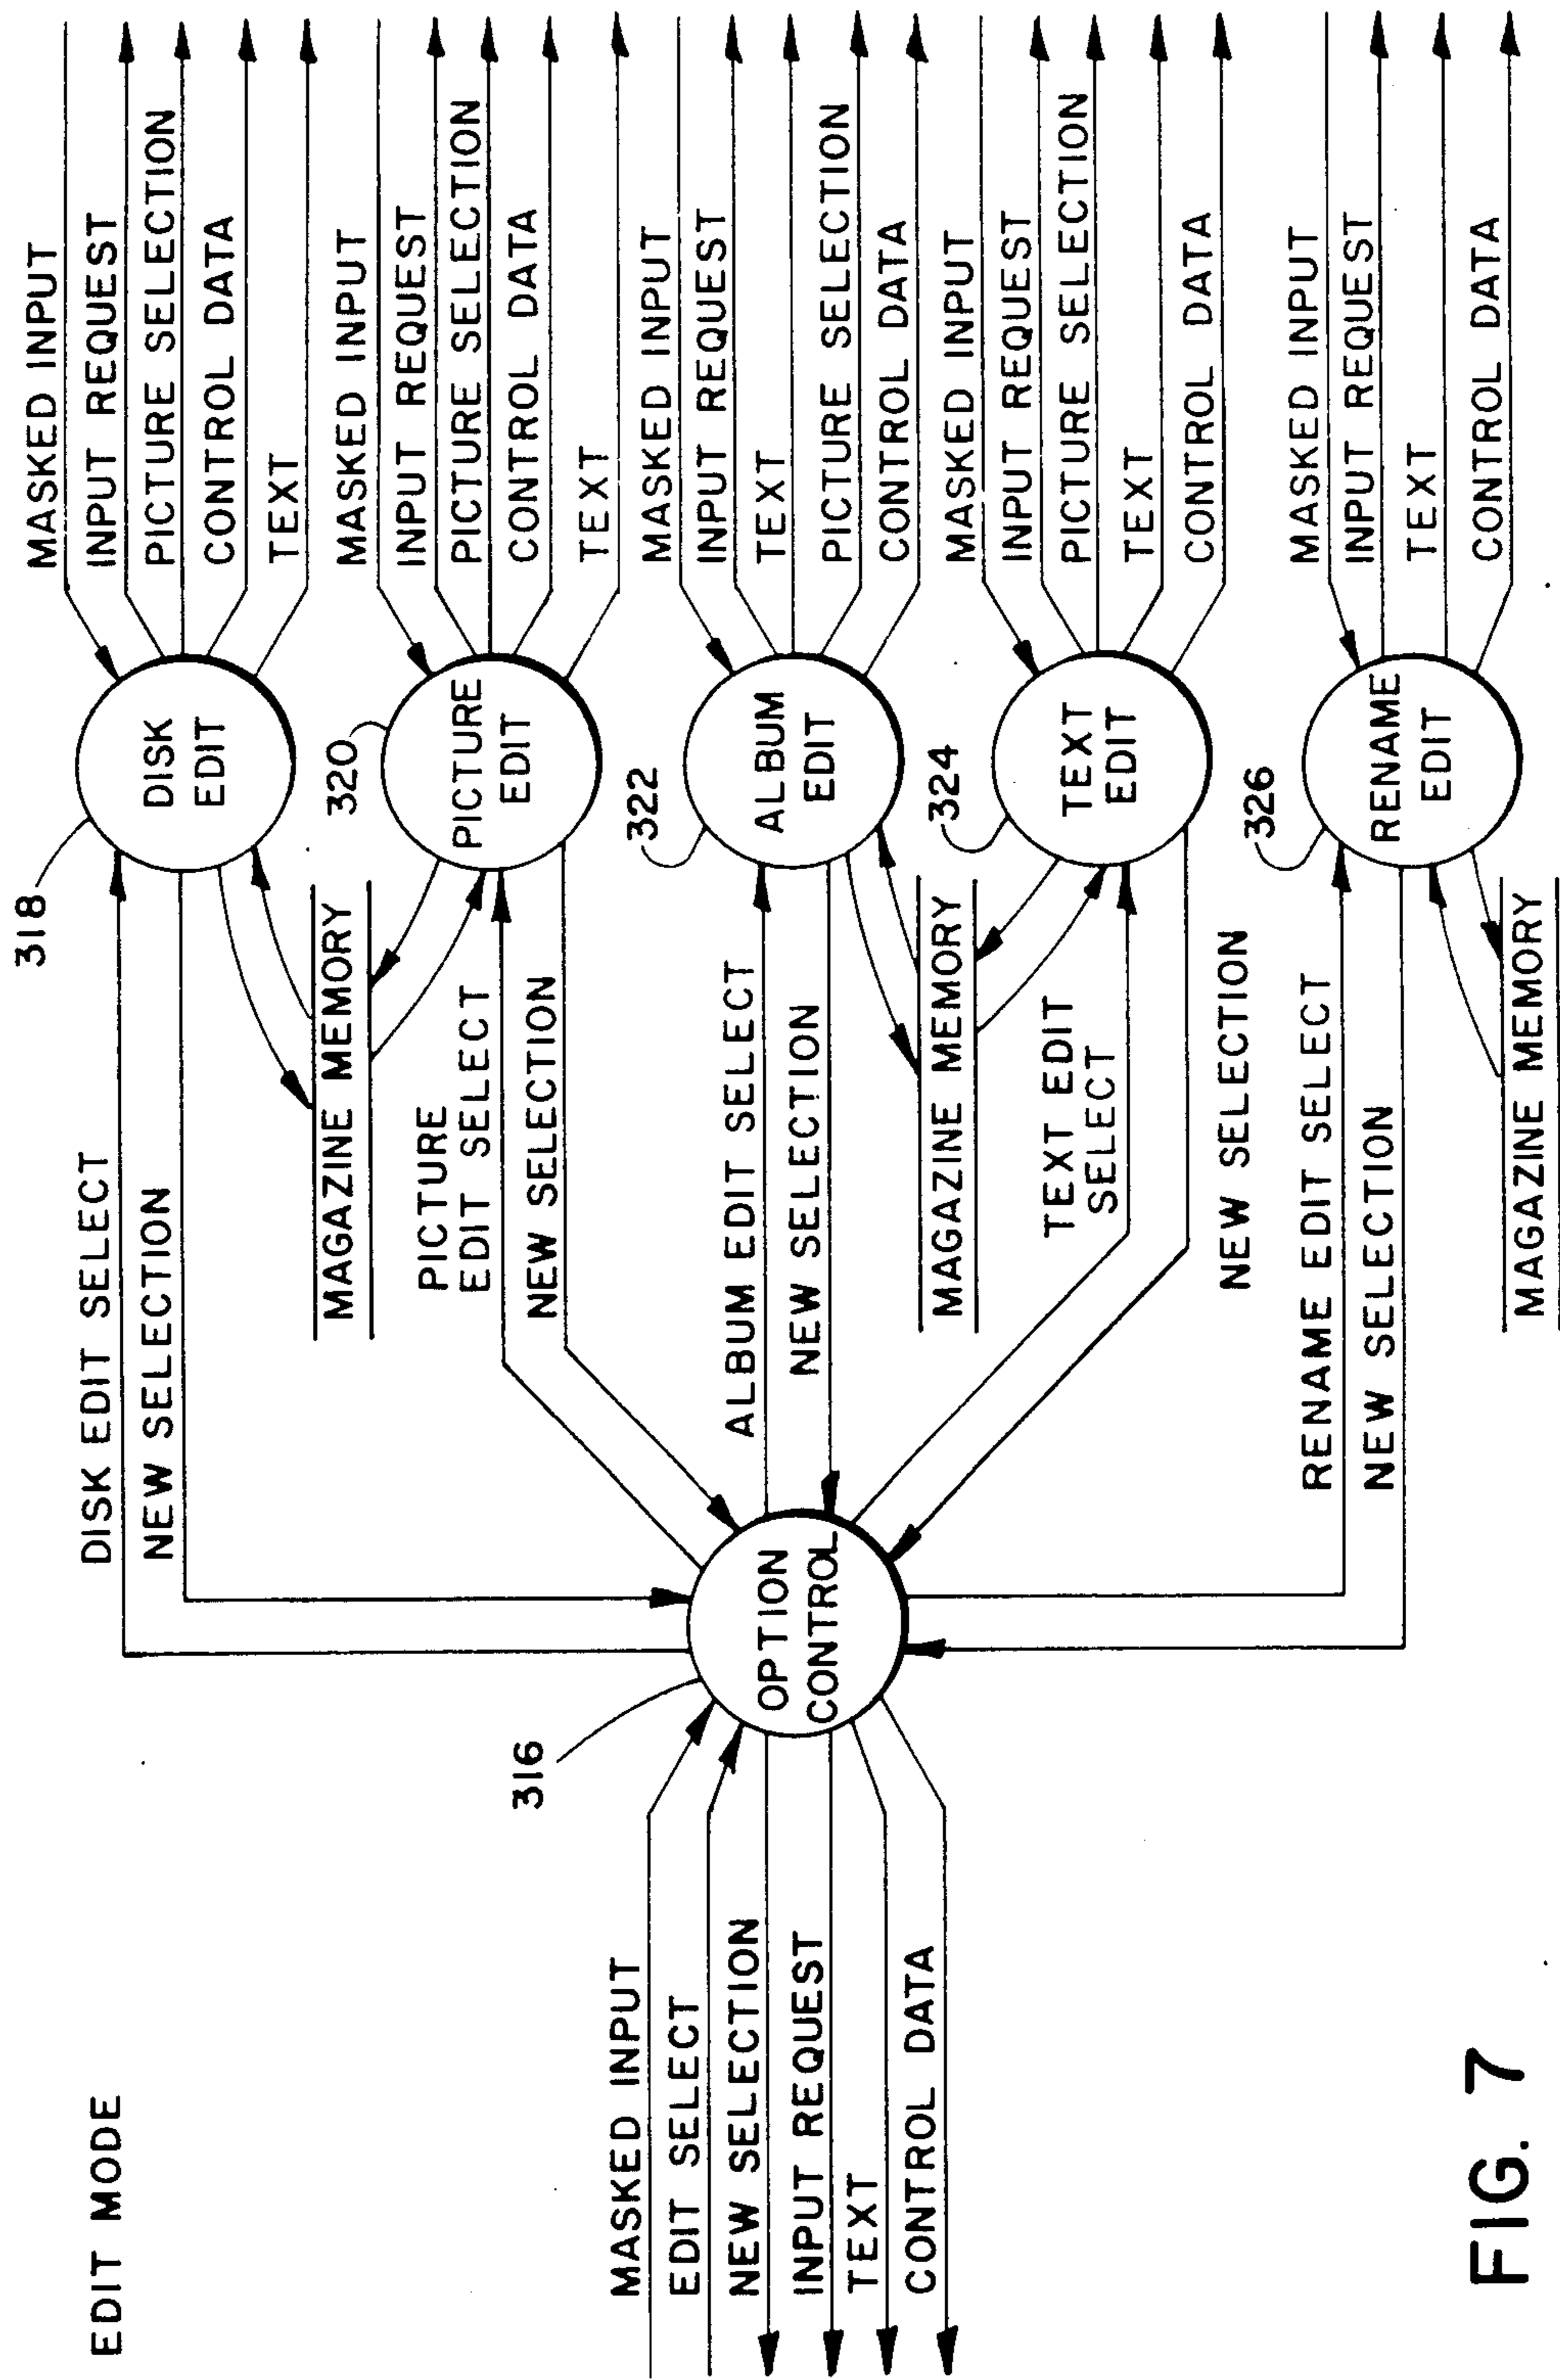 EDIT MODE
MASKED INPUT
EDIT SELECT
NEW SELECTION
INPUT REQUEST
TEXT
CONTROL DATA
316
OPTION
CONTROL
DISK EDIT SELECT
NEW SELECTION
MAGAZINE MEMORY
PICTURE
EDIT SELECT
NEW SELECTION
ALBUM EDIT SELECT
NEW SELECTION
MAGAZINE MEMORY
TEXT EDIT
SELECT
NEW SELECTION
RENAME EDIT SELECT
NEW SELECTION
MAGAZINE MEMORY
318
DISK
EDIT
MASKED INPUT
INPUT REQUEST
PICTURE SELECTION
CONTROL DATA
TEXT
320
PICTURE
EDIT
MASKED INPUT
INPUT REQUEST
PICTURE SELECTION
CONTROL DATA
TEXT
322
ALBUM
EDIT
MASKED INPUT
INPUT REQUEST
TEXT
PICTURE SELECTION
CONTROL DATA
324
TEXT
EDIT
MASKED INPUT
INPUT REQUEST
PICTURE SELECTION
TEXT
CONTROL DATA
326
RENAME
EDIT
MASKED INPUT
INPUT REQUEST
TEXT
CONTROL DATA
FIG. 7